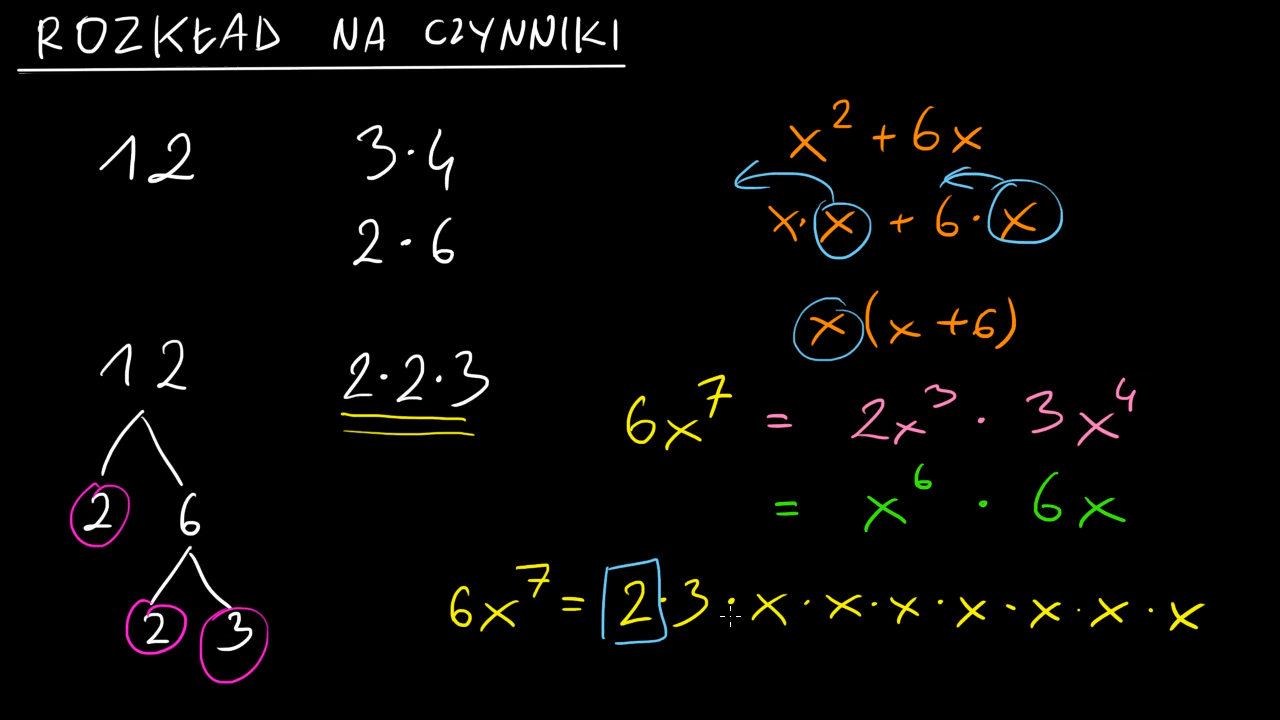 ROZKŁAD NA CZYNNIKI
12 3·4
2·6
12 2·2·3
2 6
2 3
x² + 6x
x·x + 6·x
x(x+6)
6x⁷ = 2x³ · 3x⁴
= x⁶ · 6x
6x⁷ = 2·3·x·x·x·x·x·x·x